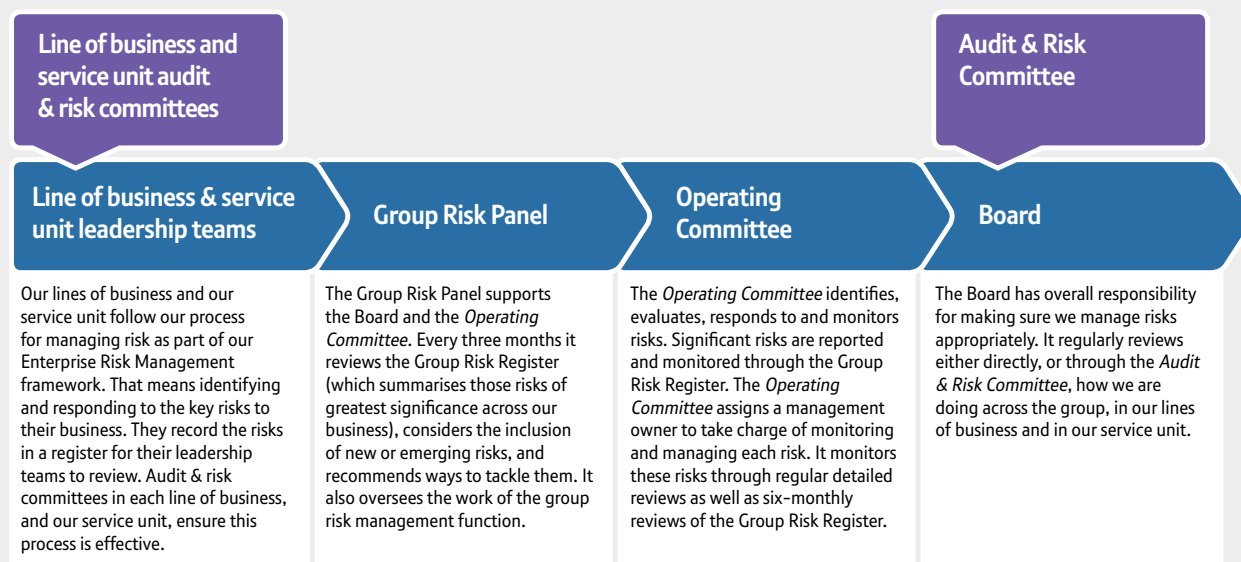 Line of business and
service unit audit
& risk committees
Audit & Risk
Committee
Line of business & service
unit leadership teams
Group Risk Panel
Operating
Committee
Board
Our lines of business and our
service unit follow our process
for managing risk as part of our
Enterprise Risk Management
framework. That means identifying
and responding to the key risks to
their business. They record the risks
in a register for their leadership
teams to review. Audit & risk
committees in each line of business,
and our service unit, ensure this
process is effective.
The Group Risk Panel supports
the Board and the Operating
Committee. Every three months it
reviews the Group Risk Register
(which summarises those risks of
greatest significance across our
business), considers the inclusion
of new or emerging risks, and
recommends ways to tackle them. It
also oversees the work of the group
risk management function.
The Operating Committee identifies,
evaluates, responds to and monitors
risks. Significant risks are reported
and monitored through the Group
Risk Register. The Operating
Committee assigns a management
owner to take charge of monitoring
and managing each risk. It monitors
these risks through regular detailed
reviews as well as six-monthly
reviews of the Group Risk Register.
The Board has overall responsibility
for making sure we manage risks
appropriately. It regularly reviews
either directly, or through the Audit
& Risk Committee, how we are
doing across the group, in our lines
of business and in our service unit.